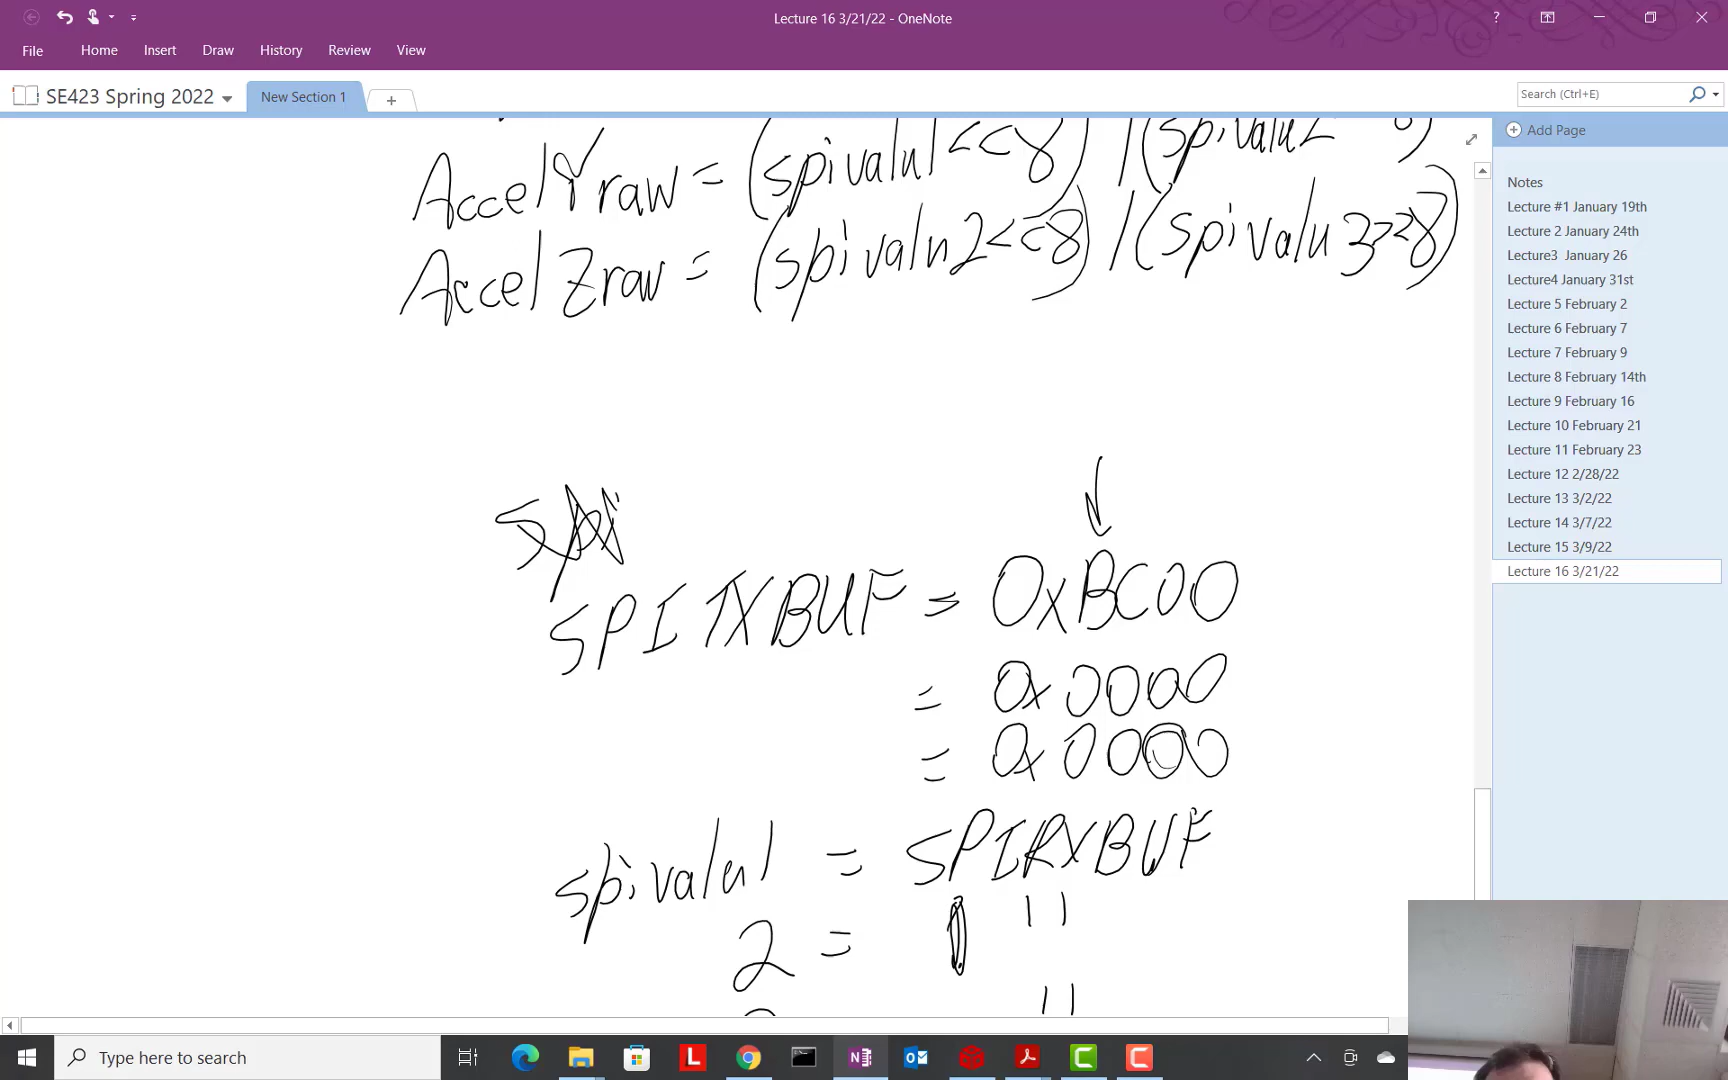 Lecture 16 3/21/22 - OneNote
File Home Insert Draw History Review View
SE423 Spring 2022 New Section 1
Search (Ctrl+E)
Add Page
Notes
Lecture #1 January 19th
Lecture 2 January 24th
Lecture3 January 26
Lecture4 January 31st
Lecture 5 February 2
Lecture 6 February 7
Lecture 7 February 9
Lecture 8 February 14th
Lecture 9 February 16
Lecture 10 February 21
Lecture 11 February 23
Lecture 12 2/28/22
Lecture 13 3/2/22
Lecture 14 3/7/22
Lecture 15 3/9/22
Lecture 16 3/21/22
AccelYraw = (spivalu1<<8) | (spivalu2
AccelZraw = (spivalu2<<8) | (spivalu3>>8)
SPITXBUF = 0xBC00
= 0x0000
= 0x0000
spivalu1 = SPIRXBUF
2 = 11
11
Type here to search